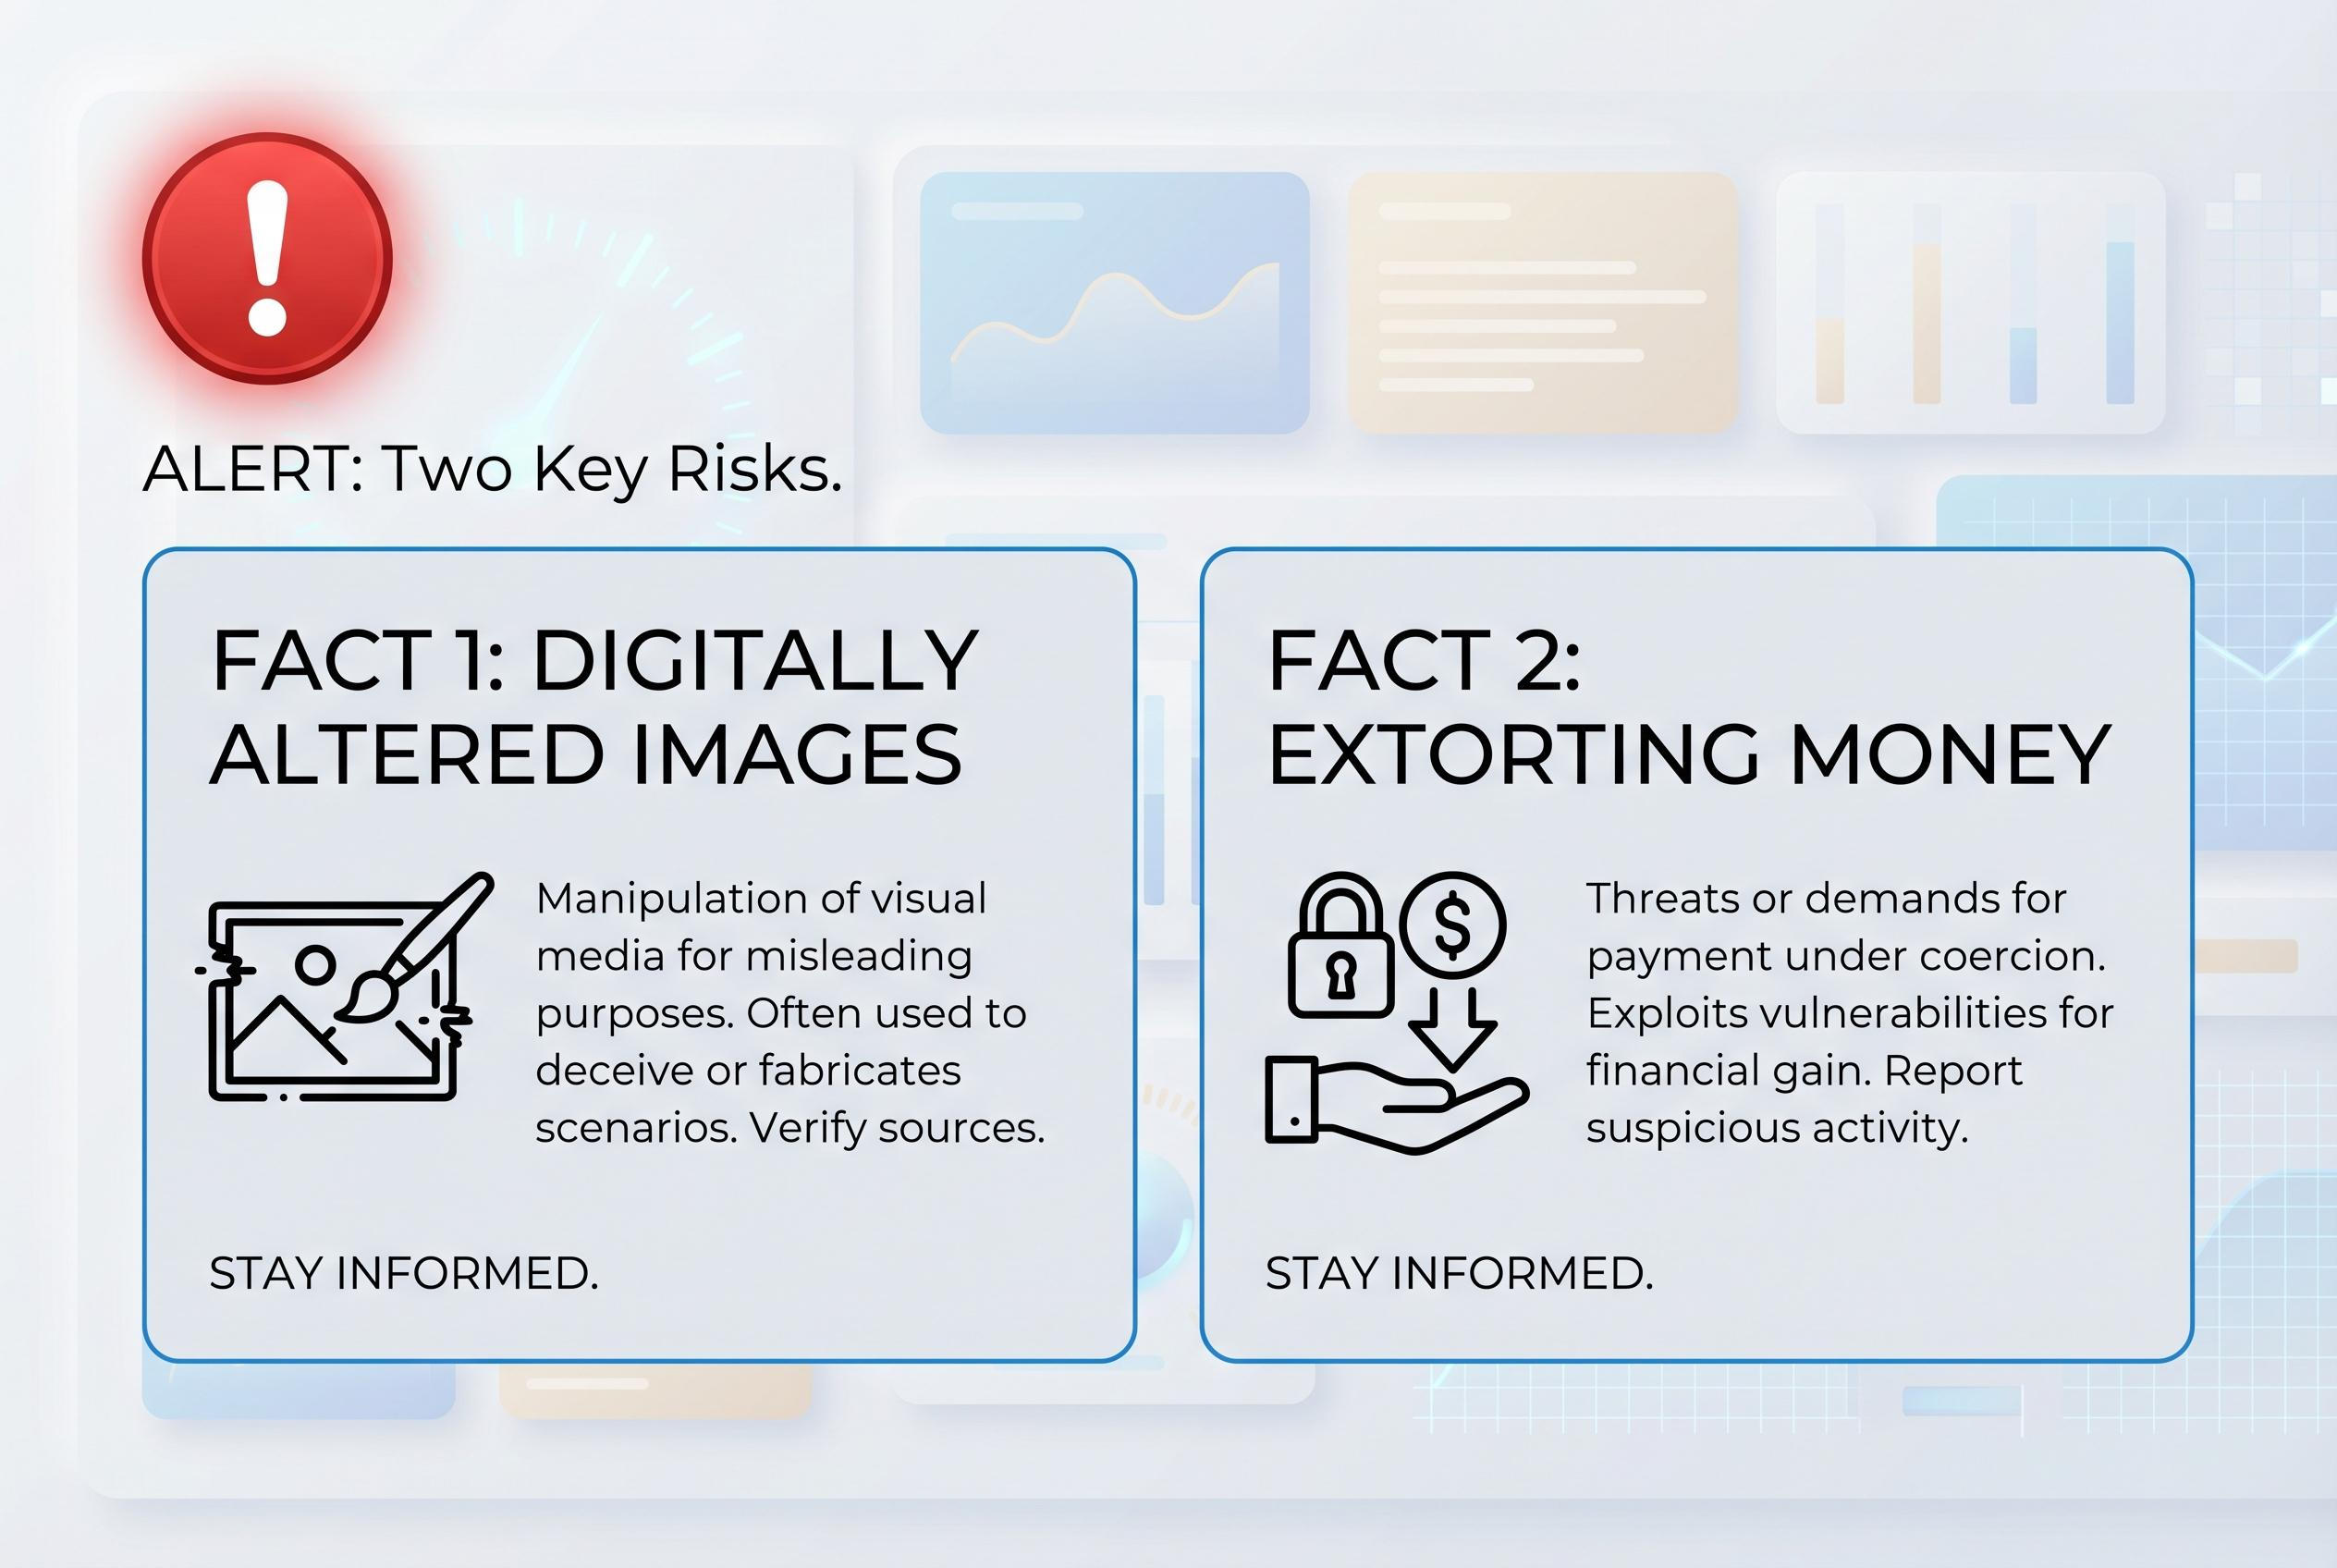 ALERT: Two Key Risks.
FACT 1: DIGITALLY
ALTERED IMAGES
Manipulation of visual
media for misleading
purposes. Often used to
deceive or fabricates
scenarios. Verify sources.
STAY INFORMED.
FACT 2:
EXTORTING MONEY
$
Threats or demands for
payment under coercion.
Exploits vulnerabilities for
financial gain. Report
suspicious activity.
STAY INFORMED.